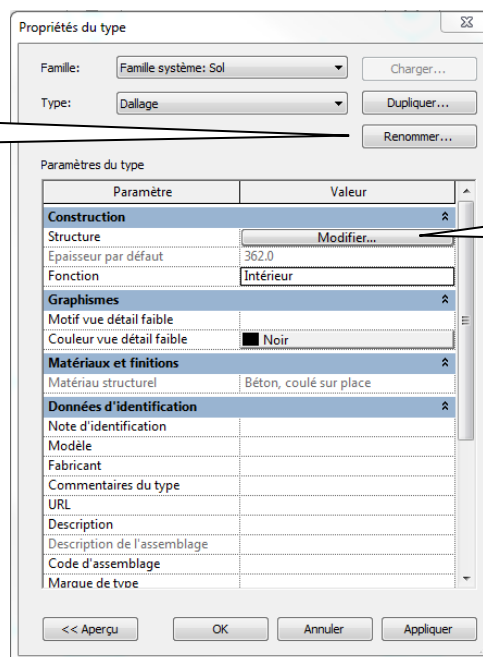 Propriétés du type
Famille: Famille système: Sol Charger...
Type: Dallage Dupliquer...
Renommer...
Paramètres du type
Paramètre Valeur
Construction
Structure Modifier...
Epaisseur par défaut 362.0
Fonction Intérieur
Graphismes
Motif vue détail faible
Couleur vue détail faible Noir
Matériaux et finitions
Matériau structurel Béton, coulé sur place
Données d'identification
Note d'identification
Modèle
Fabricant
Commentaires du type
URL
Description
Description de l'assemblage
Code d'assemblage
Marque de type
<< Aperçu OK Annuler Appliquer